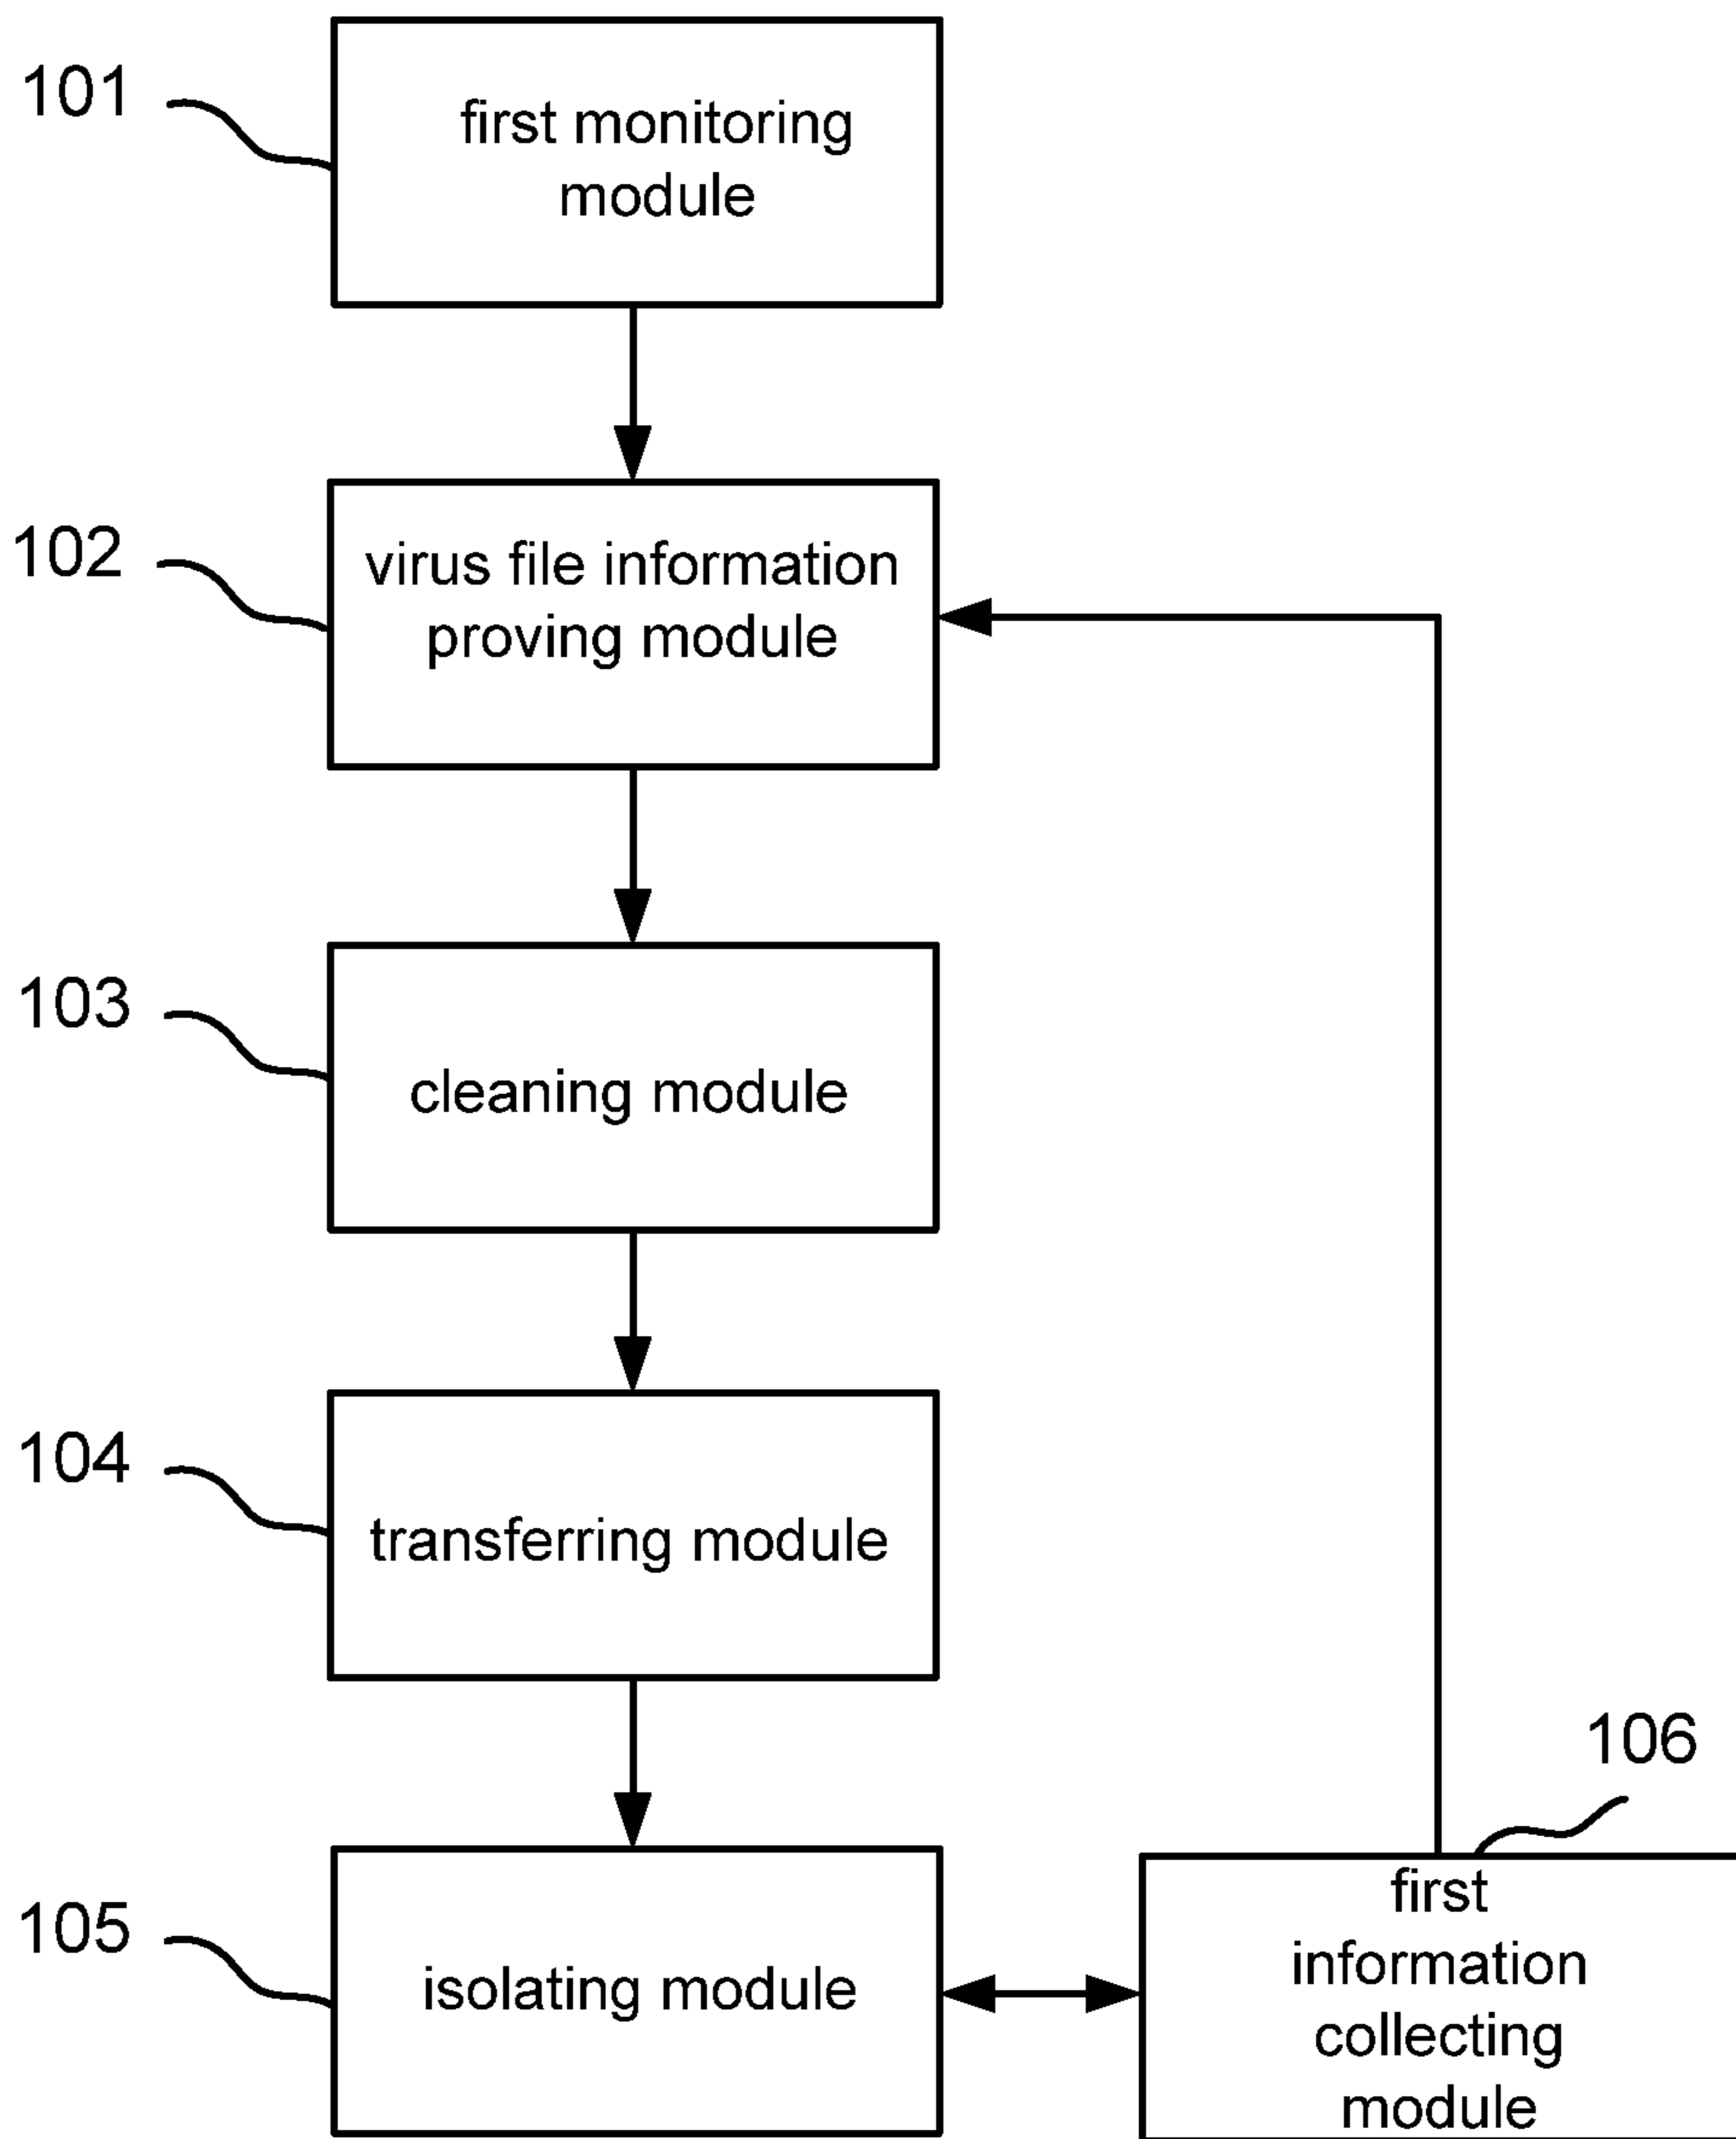 101
first monitoring
module
102
virus file information
proving module
103
cleaning module
104
transferring module
105
isolating module
106
first
information
collecting
module